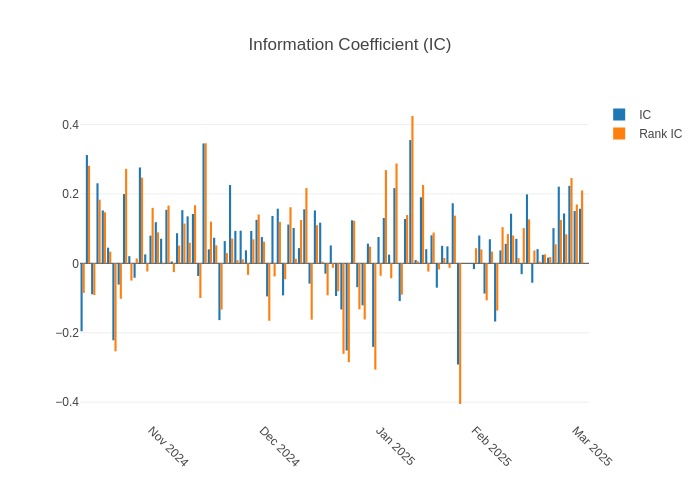 Information Coefficient (IC)
IC
Rank IC
0.4
0.2
0
−0.2
−0.4
Nov 2024
Dec 2024
Jan 2025
Feb 2025
Mar 2025